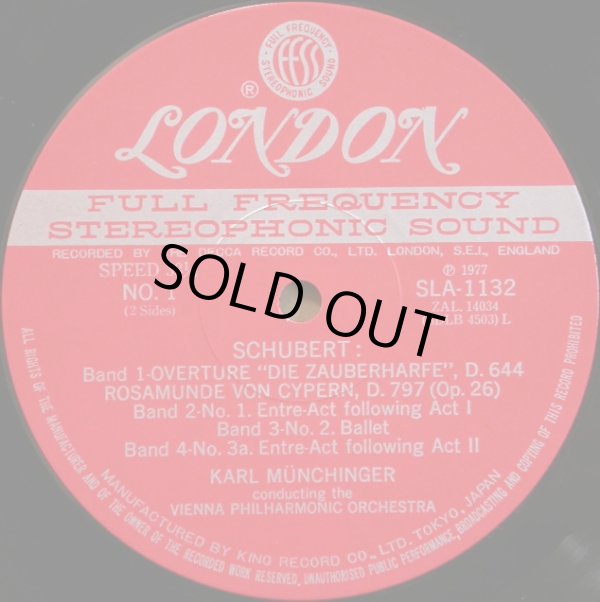 FULL FREQUENCY
FFSS
STEREOPHONIC SOUND
®
LONDON
FULL FREQUENCY
STEREOPHONIC SOUND
RECORDED BY THE DECCA RECORD CO., LTD. LONDON, S.E.I., ENGLAND
SPEED
℗ 1977
NO. 1
SLA-1132
(2 Sides)
ZAL. 14034
LB 4503) L
SOLD OUT
SCHUBERT :
Band 1-OVERTURE "DIE ZAUBERHARFE", D. 644
ROSAMUNDE VON CYPERN, D. 797 (Op. 26)
Band 2-No. 1. Entre-Act following Act I
Band 3-No. 2. Ballet
Band 4-No. 3a. Entre-Act following Act II
KARL MÜNCHINGER
conducting the
VIENNA PHILHARMONIC ORCHESTRA
MANUFACTURED BY KING RECORD CO., LTD. TOKYO, JAPAN
ALL RIGHTS OF THE MANUFACTURER AND OF THE OWNER OF THE RECORDED WORK RESERVED, UNAUTHORISED PUBLIC PERFORMANCE, BROADCASTING AND COPYING OF THIS RECORD PROHIBITED